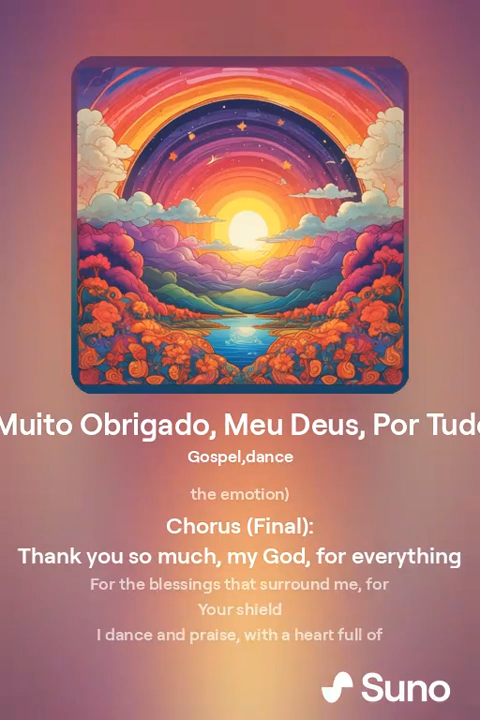 Muito Obrigado, Meu Deus, Por Tudo
Gospel,dance
the emotion)
Chorus (Final):
Thank you so much, my God, for everything
For the blessings that surround me, for
Your shield
I dance and praise, with a heart full of
Suno